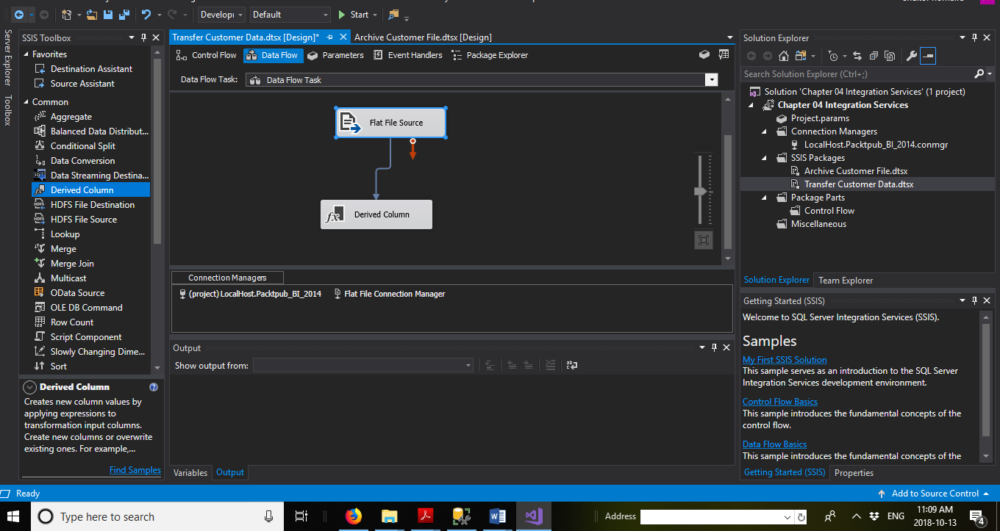 Develop
Default
Start
Server Explorer
Toolbox
SSIS Toolbox
Favorites
Destination Assistant
Source Assistant
Common
Aggregate
Balanced Data Distribut...
Conditional Split
Data Conversion
Data Streaming Destina...
Derived Column
HDFS File Destination
HDFS File Source
Lookup
Merge
Merge Join
Multicast
OData Source
OLE DB Command
Row Count
Script Component
Slowly Changing Dime...
Sort
Derived Column
Creates new column values by
applying expressions to
transformation input columns.
Create new columns or overwrite
existing ones. For example,...
Find Samples
Transfer Customer Data.dtsx [Design]*
Archive Customer File.dtsx [Design]
Control Flow
Data Flow
Parameters
Event Handlers
Package Explorer
Data Flow Task:
Data Flow Task
Flat File Source
Derived Column
Connection Managers
(project) LocalHost.Packtpub_BI_2014
Flat File Connection Manager
Output
Show output from:
Variables
Output
Solution Explorer
Search Solution Explorer (Ctrl+;)
Solution 'Chapter 04 Integration Services' (1 project)
Chapter 04 Integration Services
Project.params
Connection Managers
LocalHost.Packtpub_BI_2014.conmgr
SSIS Packages
Archive Customer File.dtsx
Transfer Customer Data.dtsx
Package Parts
Control Flow
Miscellaneous
Solution Explorer
Team Explorer
Getting Started (SSIS)
Welcome to SQL Server Integration Services (SSIS).
Samples
My First SSIS Solution
This sample serves as an introduction to the SQL Server
Integration Services development environment.
Control Flow Basics
This sample introduces the fundamental concepts of the
control flow.
Data Flow Basics
This sample introduces the fundamental concepts of the
Getting Started (SSIS)
Properties
Ready
Add to Source Control
Type here to search
Address
ENG
11:09 AM
2018-10-13
4